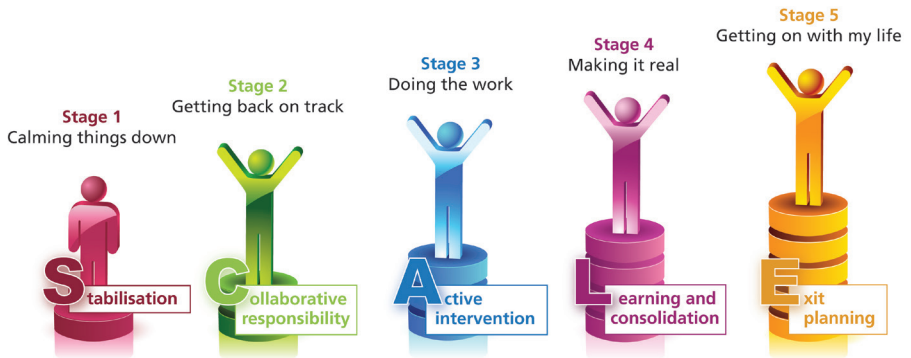 Stage 1
Calming things down
Stabilisation
Stage 2
Getting back on track
Collaborative
responsibility
Stage 3
Doing the work
Active
intervention
Stage 4
Making it real
Learning and
consolidation
Stage 5
Getting on with my life
Exit
planning